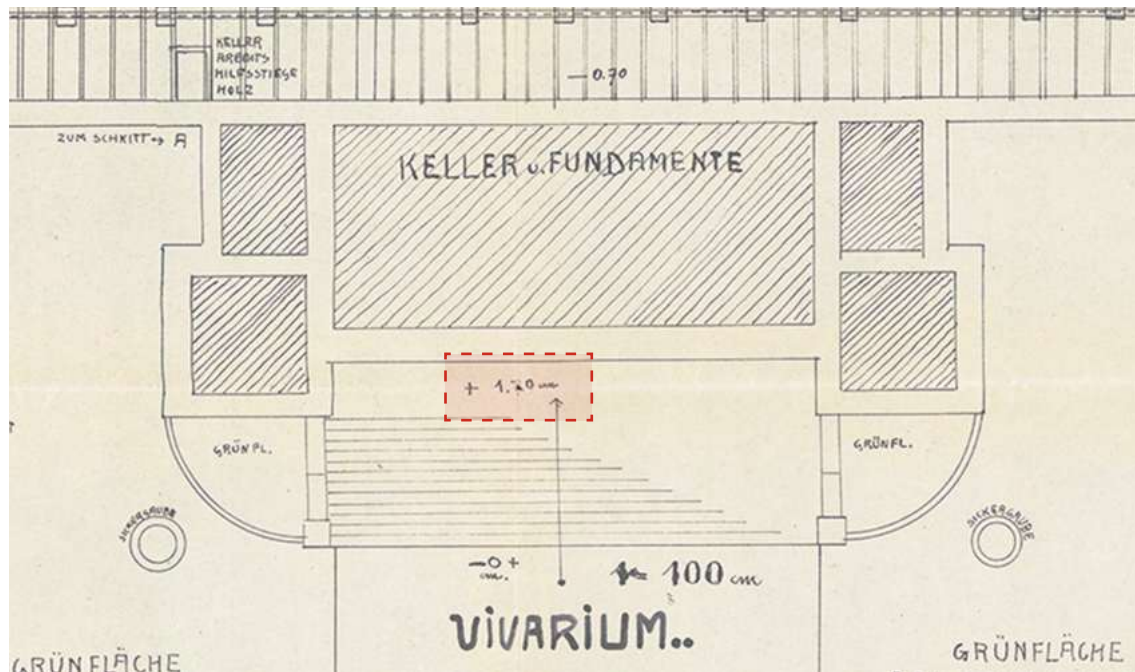 KELLER
ARBEITS
HILFSSTIEGE
HOLZ
— 0.70
ZUM SCHNITT → A
KELLER u. FUNDAMENTE
GRÜNFL.
GRÜNFL.
SICKERGRUBE
SICKERGRUBE
—0+
cm.
100 cm
VIVARIUM..
GRÜNFLÄCHE
GRÜNFLÄCHE